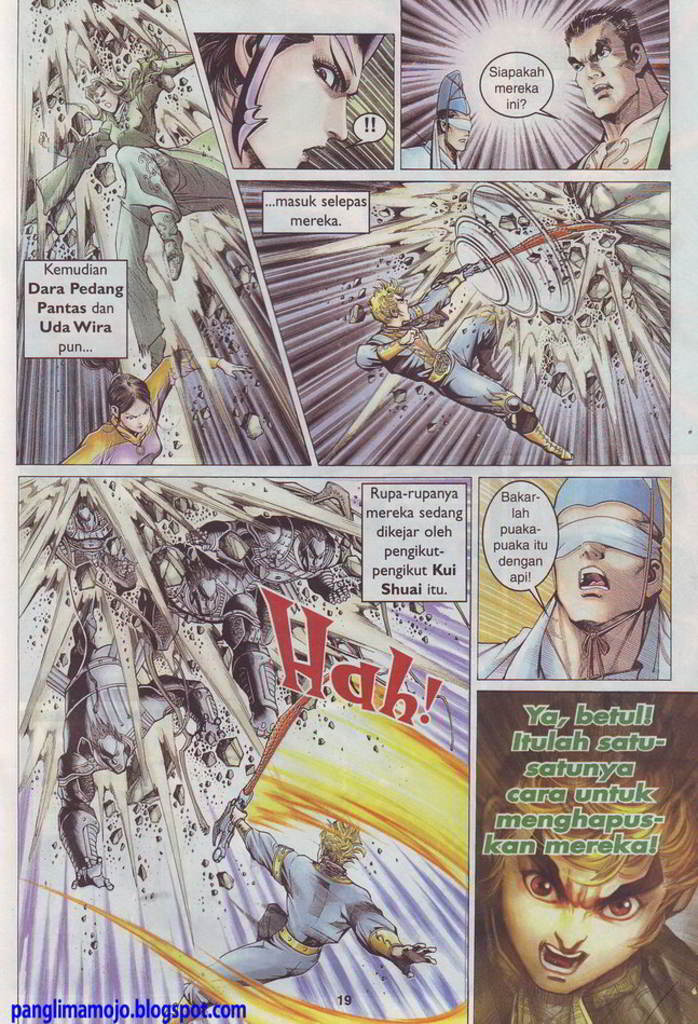 Kemudian
Dara Pedang
Pantas dan
Uda Wira
pun...
!!
Siapakah
mereka
ini?
...masuk selepas
mereka.
Rupa-rupanya
mereka sedang
dikejar oleh
pengikut-
pengikut Kui
Shuai itu.
Hah!
Bakar-
lah
puaka-
puaka itu
dengan
api!
Ya, betul!
Itulah satu-
satunya
cara untuk
menghapus-
kan mereka!
19
panglimamojo.blogspot.com